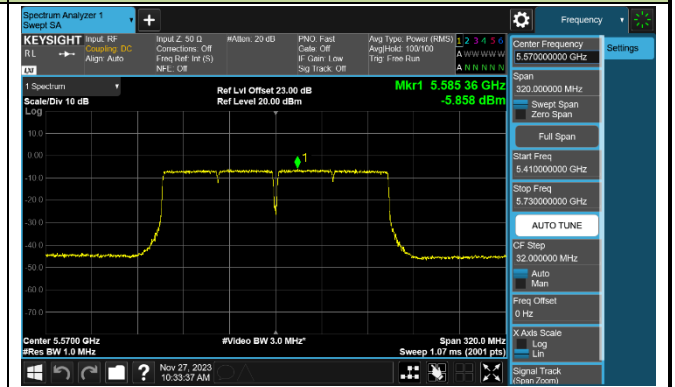 Spectrum Analyzer 1
Swept SA
Frequency
KEYSIGHT Input: RF
RL
Coupling: DC
Align: Auto
LXI
Input Z: 50 Ω
Corrections: Off
Freq Ref: Int (S)
NFE: Off
#Atten: 20 dB
PNO: Fast
Gate: Off
IF Gain: Low
Sig Track: Off
Avg Type: Power (RMS)
Avg|Hold: 100/100
Trig: Free Run
1 2 3 4 5 6
A W W W W W
A N N N N N
1 Spectrum
Scale/Div 10 dB
Log
Ref Lvl Offset 23.00 dB
Ref Level 20.00 dBm
Mkr1 5.585 36 GHz
-5.858 dBm
10.0
0.00
-10.0
-20.0
-30.0
-40.0
-50.0
-60.0
-70.0
1
Center 5.5700 GHz
#Res BW 1.0 MHz
#Video BW 3.0 MHz*
Span 320.0 MHz
Sweep 1.07 ms (2001 pts)
Center Frequency
5.570000000 GHz
Settings
Span
320.000000 MHz
Swept Span
Zero Span
Full Span
Start Freq
5.410000000 GHz
Stop Freq
5.730000000 GHz
AUTO TUNE
CF Step
32.000000 MHz
Auto
Man
Freq Offset
0 Hz
X Axis Scale
Log
Lin
Signal Track
(Span Zoom)
Nov 27, 2023
10:33:37 AM